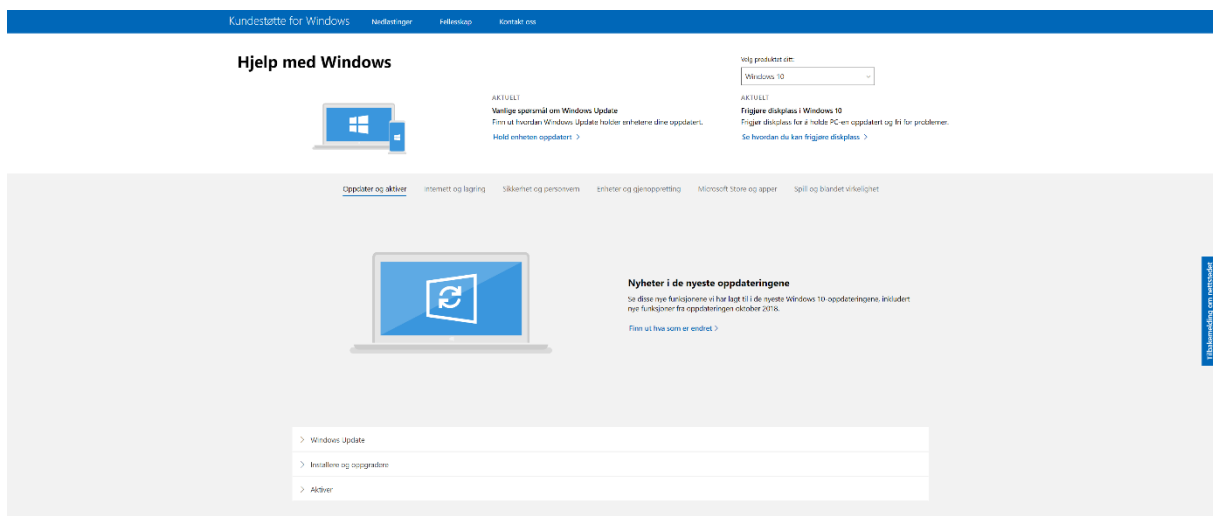 Kundestøtte for Windows Nedlastinger Fellesskap Kontakt oss
Hjelp med Windows
Velg produktet ditt:
Windows 10
AKTUELT
Vanlige spørsmål om Windows Update
Finn ut hvordan Windows Update holder enhetene dine oppdatert.
Hold enheten oppdatert >
AKTUELT
Frigjøre diskplass i Windows 10
Frigjør diskplass for å holde PC-en oppdatert og fri for problemer.
Se hvordan du kan frigjøre diskplass >
Oppdater og aktiver Internett og lagring Sikkerhet og personvern Enheter og gjenoppretting Microsoft Store og apper Spill og blandet virkelighet
Nyheter i de nyeste oppdateringene
Se disse nye funksjonene vi har lagt til i de nyeste Windows 10-oppdateringene, inkludert
nye funksjoner fra oppdateringen oktober 2018.
Finn ut hva som er endret >
Tilbakemelding om nettstedet
> Windows Update
> Installere og oppgradere
> Aktiver